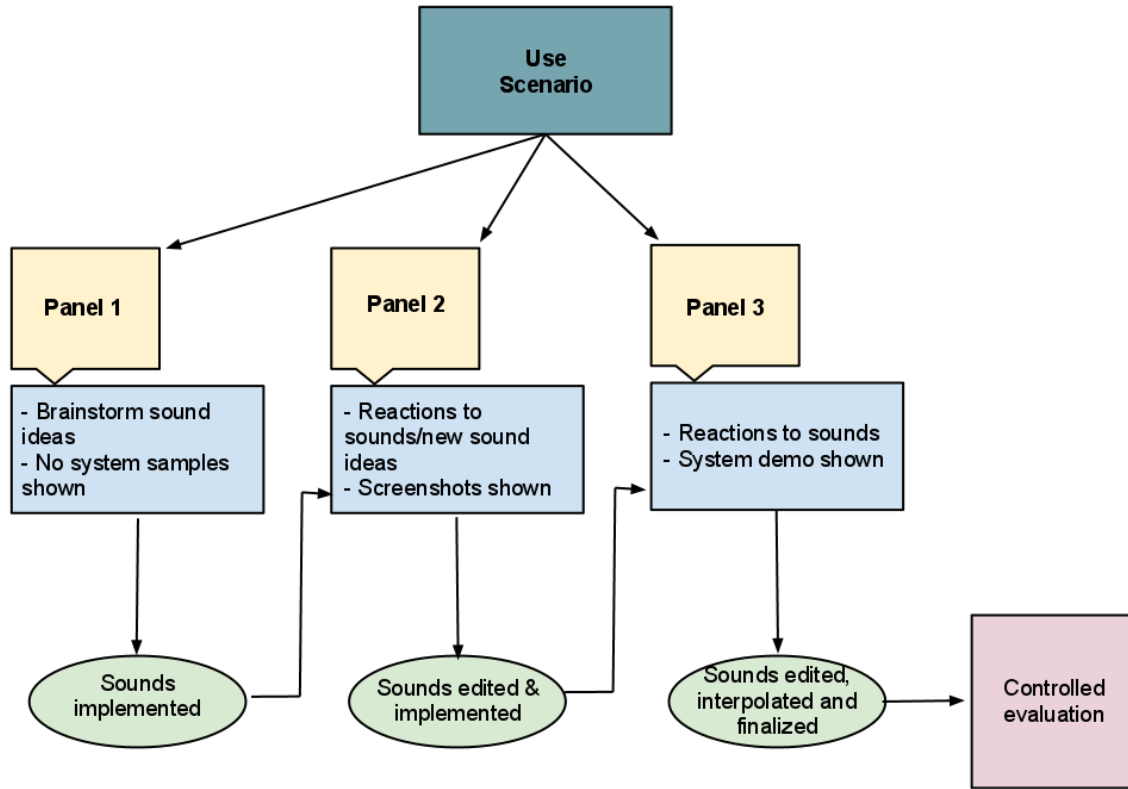 Use
Scenario
Panel 1
Panel 2
Panel 3
- Brainstorm sound
ideas
- No system samples
shown
- Reactions to
sounds/new sound
ideas
- Screenshots shown
- Reactions to sounds
- System demo shown
Sounds
implemented
Sounds edited &
implemented
Sounds edited,
interpolated and
finalized
Controlled
evaluation